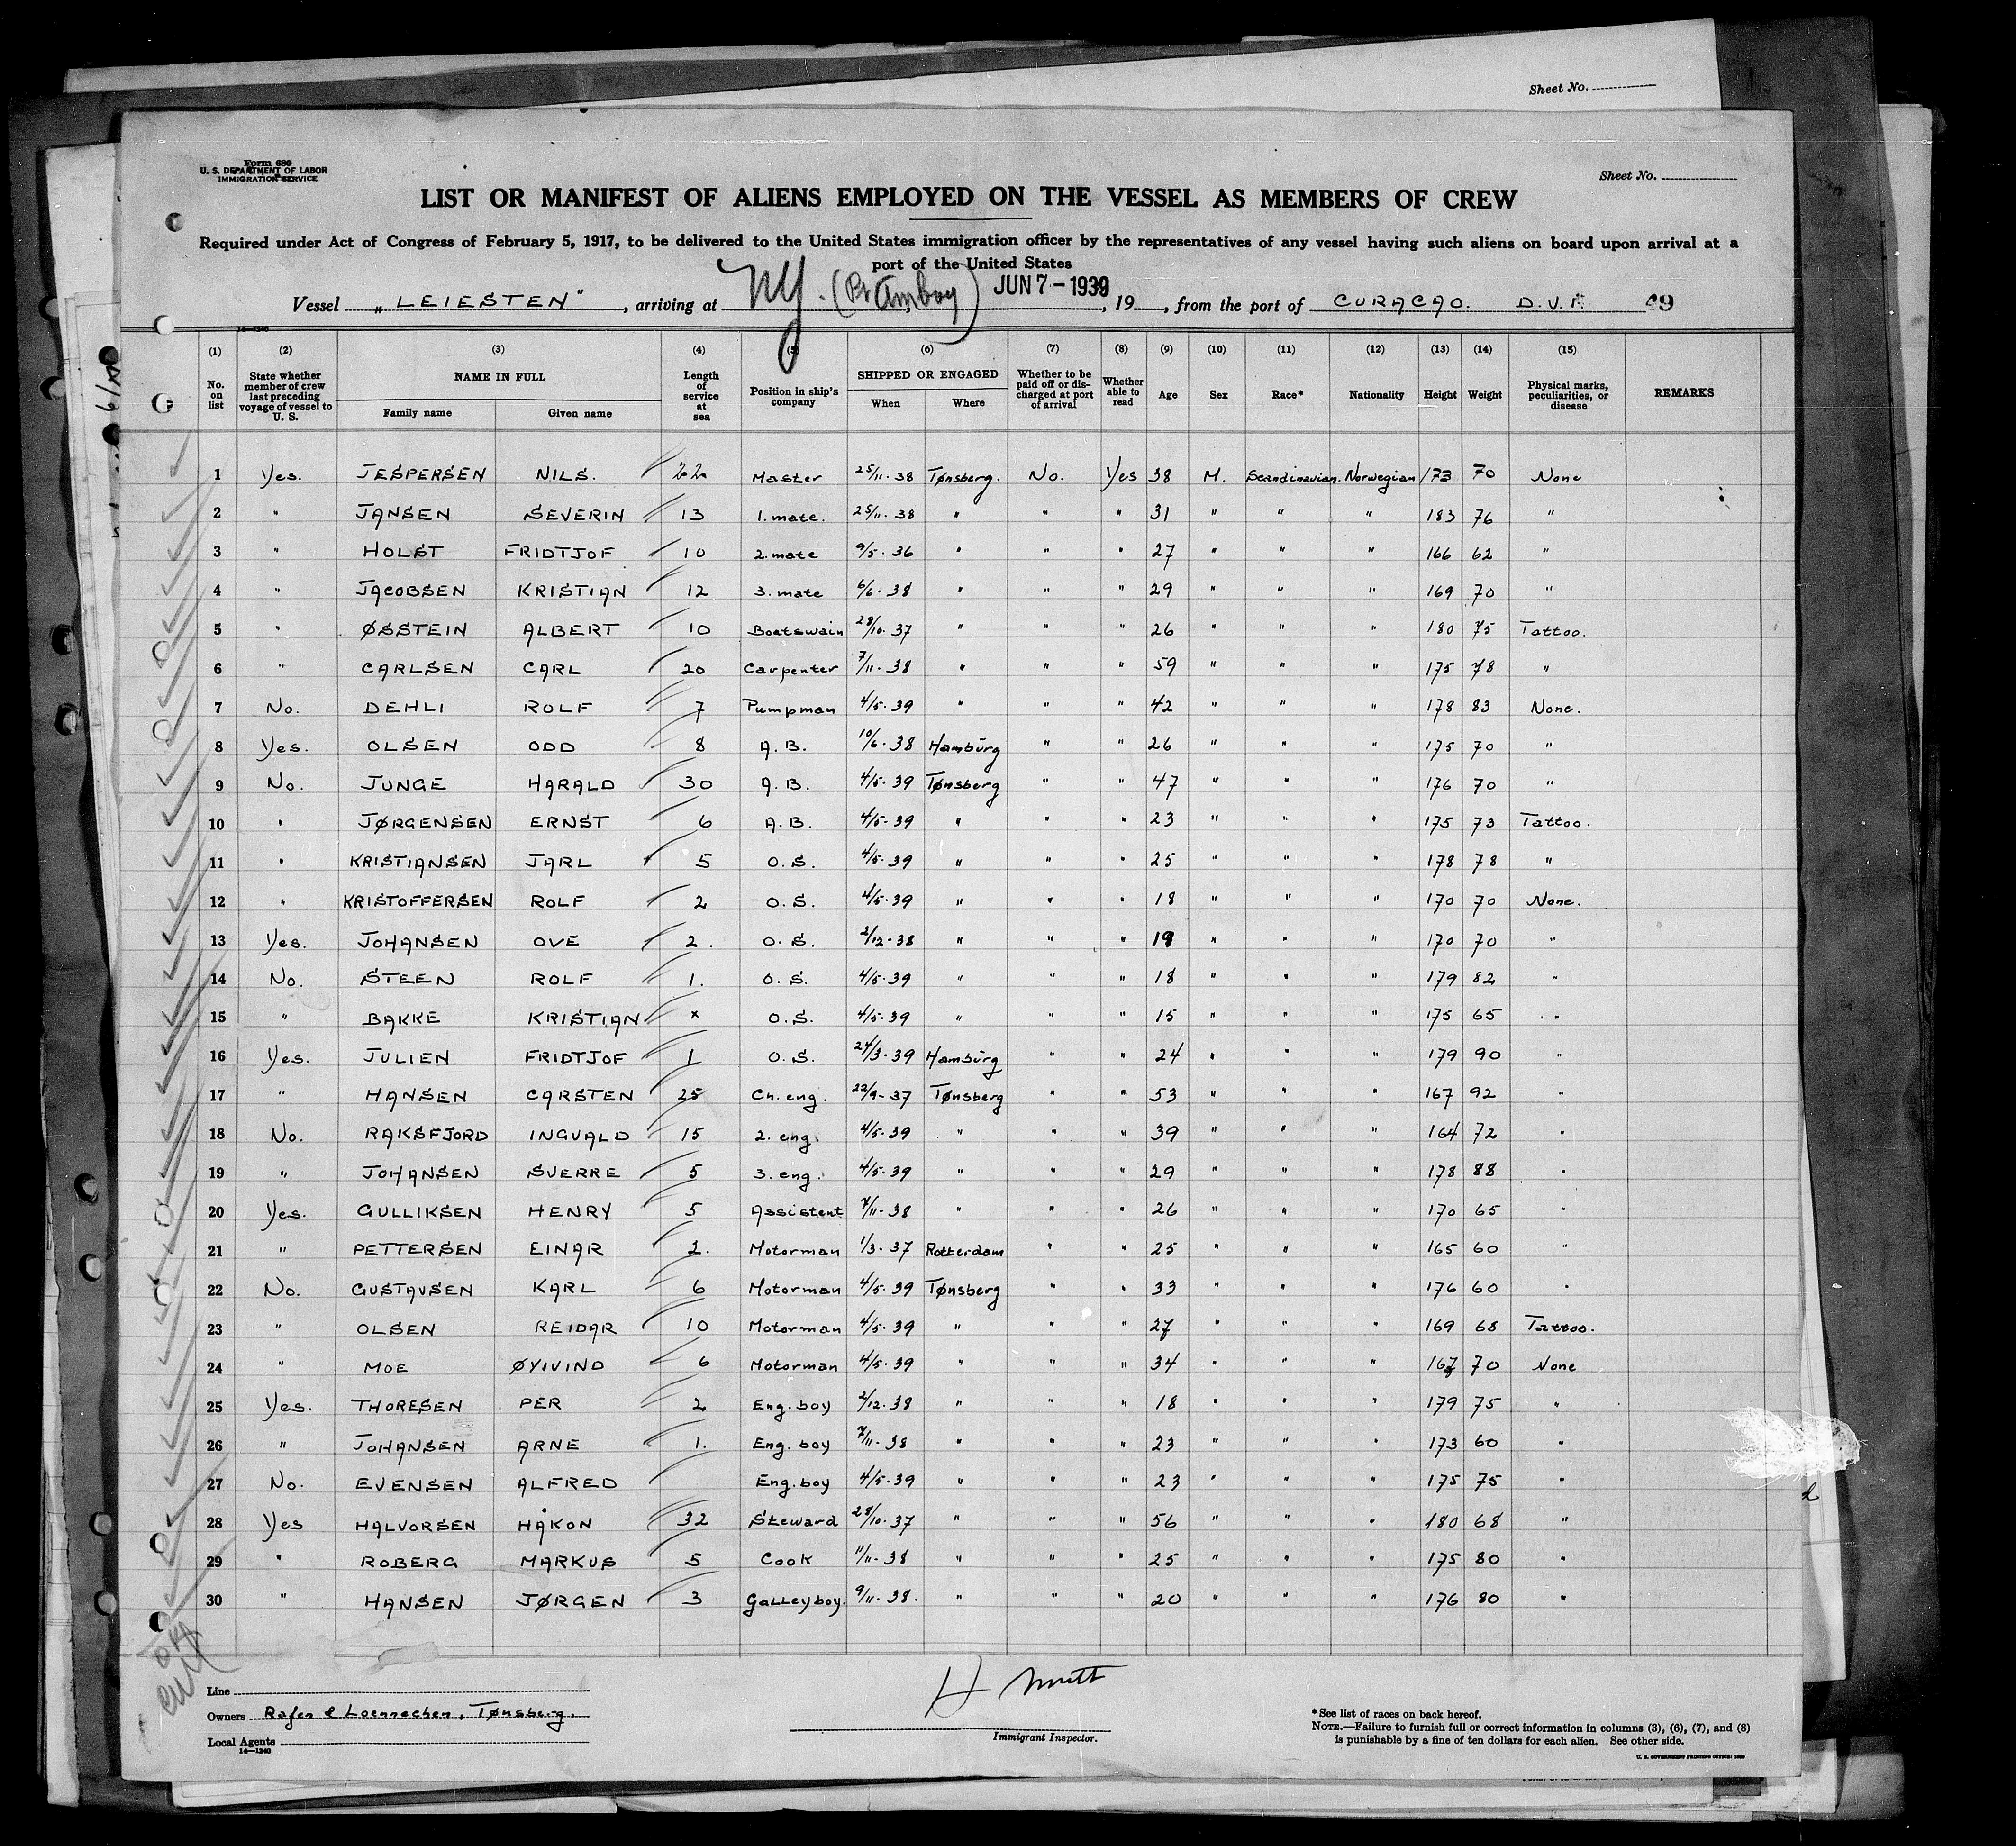 Sheet No.
Form 680
U. S. DEPARTMENT OF LABOR
IMMIGRATION SERVICE
Sheet No.
LIST OR MANIFEST OF ALIENS EMPLOYED ON THE VESSEL AS MEMBERS OF CREW
Required under Act of Congress of February 5, 1917, to be delivered to the United States immigration officer by the representatives of any vessel having such aliens on board upon arrival at a
port of the United States
Vessel „LEIESTEN", arriving at NY. (Pt Amboy) JUN 7 - 1939, 19 , from the port of CURACAO. D.V.I. 9
(1) (2) (3) (4) (5) (6) (7) (8) (9) (10) (11) (12) (13) (14) (15)
No. on list State whether member of crew last preceding voyage of vessel to U. S. NAME IN FULL Family name Given name Length of service at sea Position in ship's company SHIPPED OR ENGAGED When Where Whether to be paid off or discharged at port of arrival Whether able to read Age Sex Race* Nationality Height Weight Physical marks, peculiarities, or disease REMARKS
1 Yes. JESPERSEN NILS. 22 Master 25/11-38 Tønsberg. No. Yes 38 M. Scandinavian. Norwegian 173 70 None
2 " JANSEN SEVERIN 13 1. mate. 25/11-38 " " " 31 " " " 183 76 "
3 " HOLST FRIDTJOF 10 2. mate 9/5-36 " " " 27 " " " 166 62 "
4 " JACOBSEN KRISTIAN 12 3. mate 6/6-38 " " " 29 " " " 169 70 "
5 " ØSSTEIN ALBERT 10 Boatswain 28/10-37 " " " 26 " " " 180 75 Tattoo.
6 " CARLSEN CARL 20 Carpenter 7/11-38 " " " 59 " " " 175 78 "
7 No. DEHLI ROLF 7 Pumpman 4/5-39 " " " 42 " " " 178 83 None.
8 Yes. OLSEN ODD 8 A.B. 10/6-38 Hamburg " " 26 " " " 175 70 "
9 No. JUNGE HARALD 30 A.B. 4/5-39 Tønsberg " " 47 " " " 176 70 "
10 " JØRGENSEN ERNST 6 A.B. 4/5-39 " " " 23 " " " 175 73 Tattoo.
11 " KRISTIANSEN JARL 5 O.S. 4/5-39 " " " 25 " " " 178 78 "
12 " KRISTOFFERSEN ROLF 2 O.S. 4/5-39 " " " 18 " " " 170 70 None.
13 Yes. JOHANSEN OVE 2. O.S. 2/12-38 " " " 19 " " " 170 70 "
14 No. STEEN ROLF 1. O.S. 4/5-39 " " " 18 " " " 179 82 "
15 " BAKKE KRISTIAN x O.S. 4/5-39 " " " 15 " " " 175 65 "
16 Yes. JULIEN FRIDTJOF 1 O.S. 24/3-39 Hamburg " " 24 " " " 179 90 "
17 " HANSEN CARSTEN 25 Ch. eng. 22/9-37 Tønsberg " " 53 " " " 167 92 "
18 No. RAKSFJORD INGVALD 15 2. eng. 4/5-39 " " " 39 " " " 164 72 "
19 " JOHANSEN SVERRE 5 3. eng. 4/5-39 " " " 29 " " " 178 88 "
20 Yes. GULLIKSEN HENRY 5 Assistent 7/11-38 " " " 26 " " " 170 65 "
21 " PETTERSEN EINAR 2. Motorman 1/3-37 Rotterdam " " 25 " " " 165 60 "
22 No. GUSTAVSEN KARL 6 Motorman 4/5-39 Tønsberg " " 33 " " " 176 60 "
23 " OLSEN REIDAR 10 Motorman 4/5-39 " " " 27 " " " 169 68 Tattoo.
24 " MOE ØYIVIND 6 Motorman 4/5-39 " " " 34 " " " 167 70 None
25 Yes. THORESEN PER 2 Eng. boy 2/12-38 " " " 18 " " " 179 75 "
26 " JOHANSEN ARNE 1. Eng. boy 7/11-38 " " " 23 " " " 173 60 "
27 No. EVENSEN ALFRED Eng. boy 4/5-39 " " " 23 " " " 175 75 "
28 Yes HALVORSEN HÅKON 32 Steward 28/10-37 " " " 56 " " " 180 68 "
29 " ROBERG MARKUS 5 Cook 11/11-38 " " " 25 " " " 175 80 "
30 " HANSEN JØRGEN 3 Galleyboy. 9/11-38. " " " 20 " " " 176 80 "
Line
Owners Rafen & Loennechen, Tønsberg.
Local Agents
14—1240
Immigrant Inspector.
*See list of races on back hereof.
NOTE.—Failure to furnish full or correct information in columns (3), (6), (7), and (8)
is punishable by a fine of ten dollars for each alien. See other side.